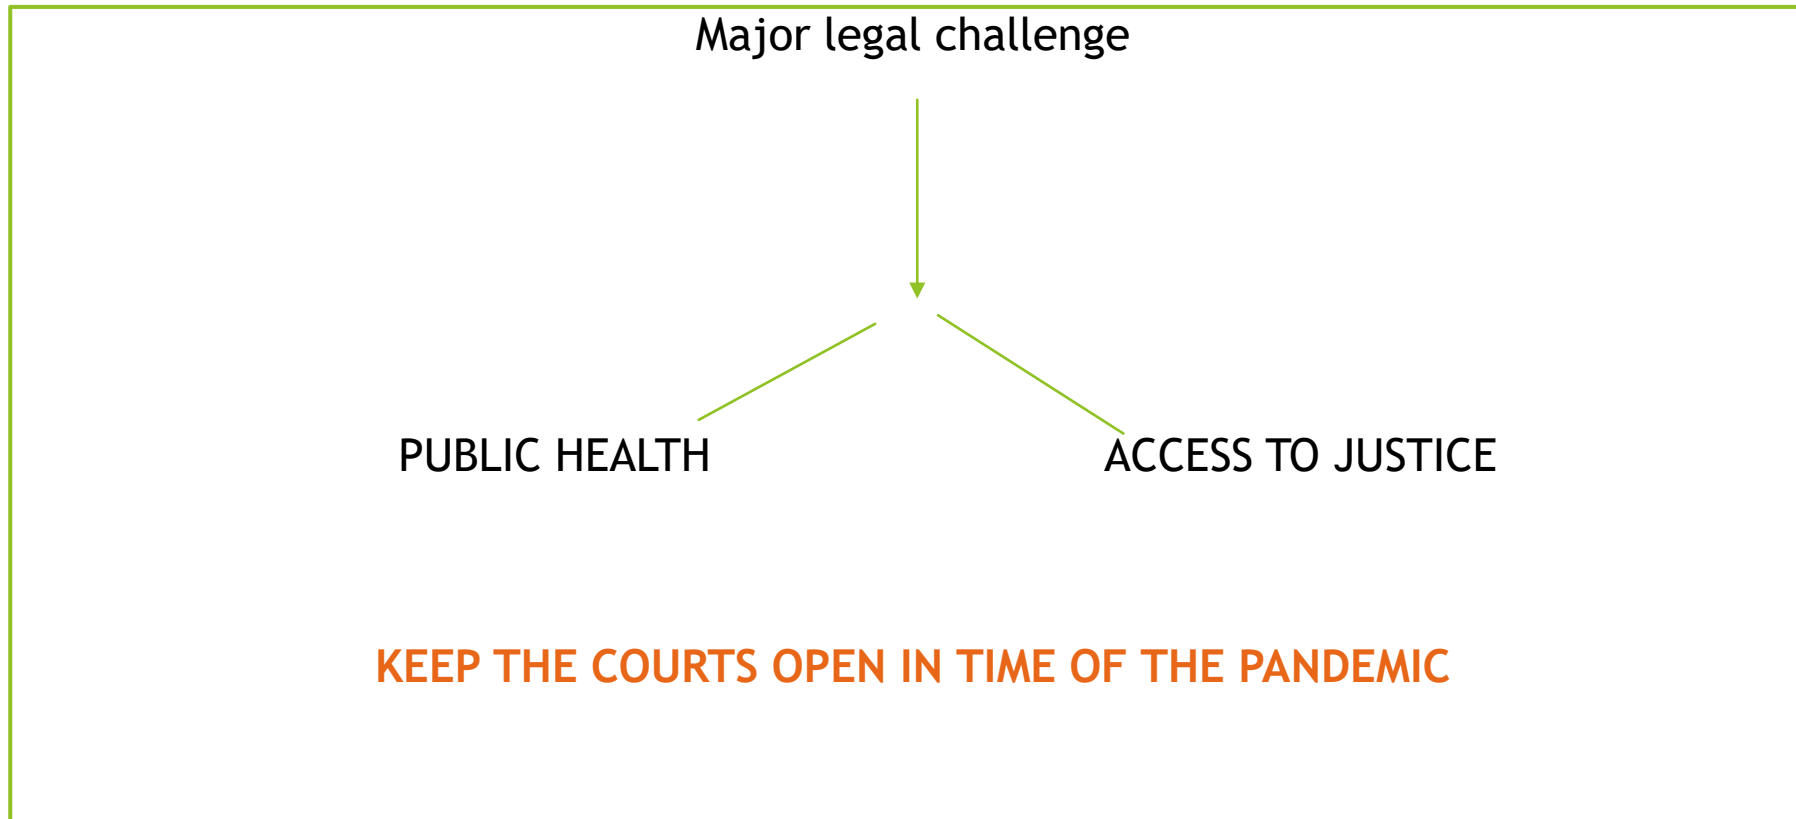 Major legal challenge
PUBLIC HEALTH
ACCESS TO JUSTICE
KEEP THE COURTS OPEN IN TIME OF THE PANDEMIC